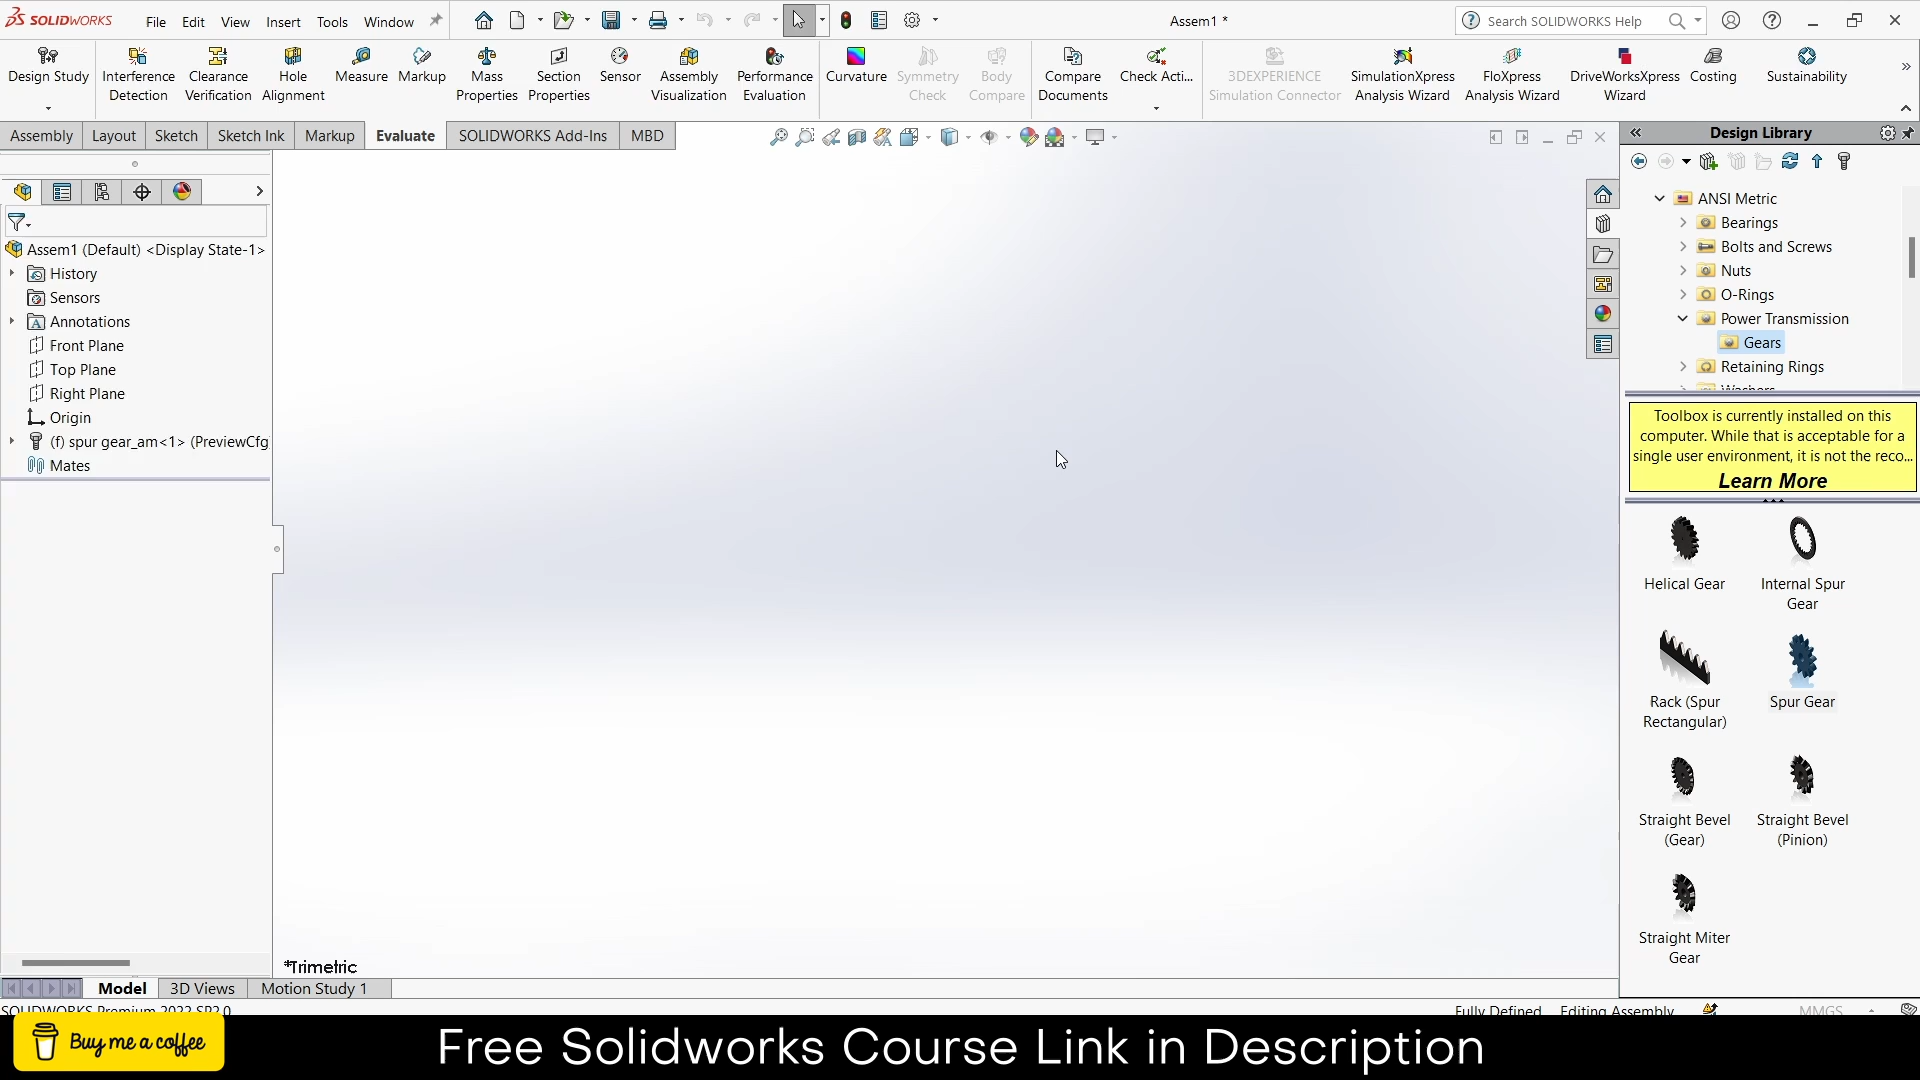 SOLIDWORKS File Edit View Insert Tools Window
Assem1 *
Search SOLIDWORKS Help
Design Study
Interference Detection
Clearance Verification
Hole Alignment
Measure
Markup
Mass Properties
Section Properties
Sensor
Assembly Visualization
Performance Evaluation
Curvature
Symmetry Check
Body Compare
Compare Documents
Check Acti...
3DEXPERIENCE Simulation Connector
SimulationXpress Analysis Wizard
FloXpress Analysis Wizard
DriveWorksXpress Wizard
Costing
Sustainability
Assembly Layout Sketch Sketch Ink Markup Evaluate SOLIDWORKS Add-Ins MBD
Assem1 (Default) <Display State-1>
History
Sensors
Annotations
Front Plane
Top Plane
Right Plane
Origin
(f) spur gear_am<1> (PreviewCfg
Mates
*Trimetric
Design Library
ANSI Metric
Bearings
Bolts and Screws
Nuts
O-Rings
Power Transmission
Gears
Retaining Rings
Washers
Toolbox is currently installed on this
computer. While that is acceptable for a
single user environment, it is not the reco...
Learn More
Helical Gear
Internal Spur Gear
Rack (Spur Rectangular)
Spur Gear
Straight Bevel (Gear)
Straight Bevel (Pinion)
Straight Miter Gear
Model 3D Views Motion Study 1
SOLIDWORKS Premium 2022 SP2.0
Fully Defined Editing Assembly MMGS
Buy me a coffee
Free Solidworks Course Link in Description